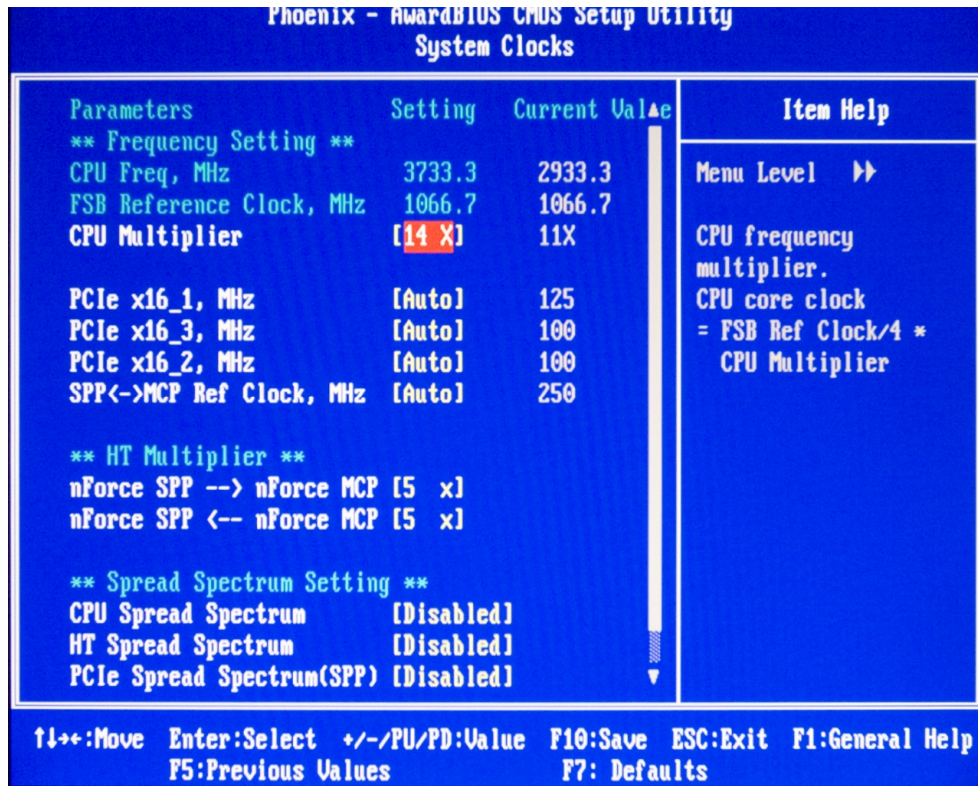 Phoenix - AwardBIOS CMOS Setup Utility
System Clocks
Parameters Setting Current Value
** Frequency Setting **
CPU Freq, MHz 3733.3 2933.3
FSB Reference Clock, MHz 1066.7 1066.7
CPU Multiplier [14 X] 11X
PCIe x16_1, MHz [Auto] 125
PCIe x16_3, MHz [Auto] 100
PCIe x16_2, MHz [Auto] 100
SPP<->MCP Ref Clock, MHz [Auto] 250
** HT Multiplier **
nForce SPP --> nForce MCP [5 x]
nForce SPP <-- nForce MCP [5 x]
** Spread Spectrum Setting **
CPU Spread Spectrum [Disabled]
HT Spread Spectrum [Disabled]
PCIe Spread Spectrum(SPP) [Disabled]
Item Help
Menu Level ▸▸
CPU frequency
multiplier.
CPU core clock
= FSB Ref Clock/4 *
CPU Multiplier
↑↓→←:Move Enter:Select +/-/PU/PD:Value F10:Save ESC:Exit F1:General Help
F5:Previous Values F7: Defaults